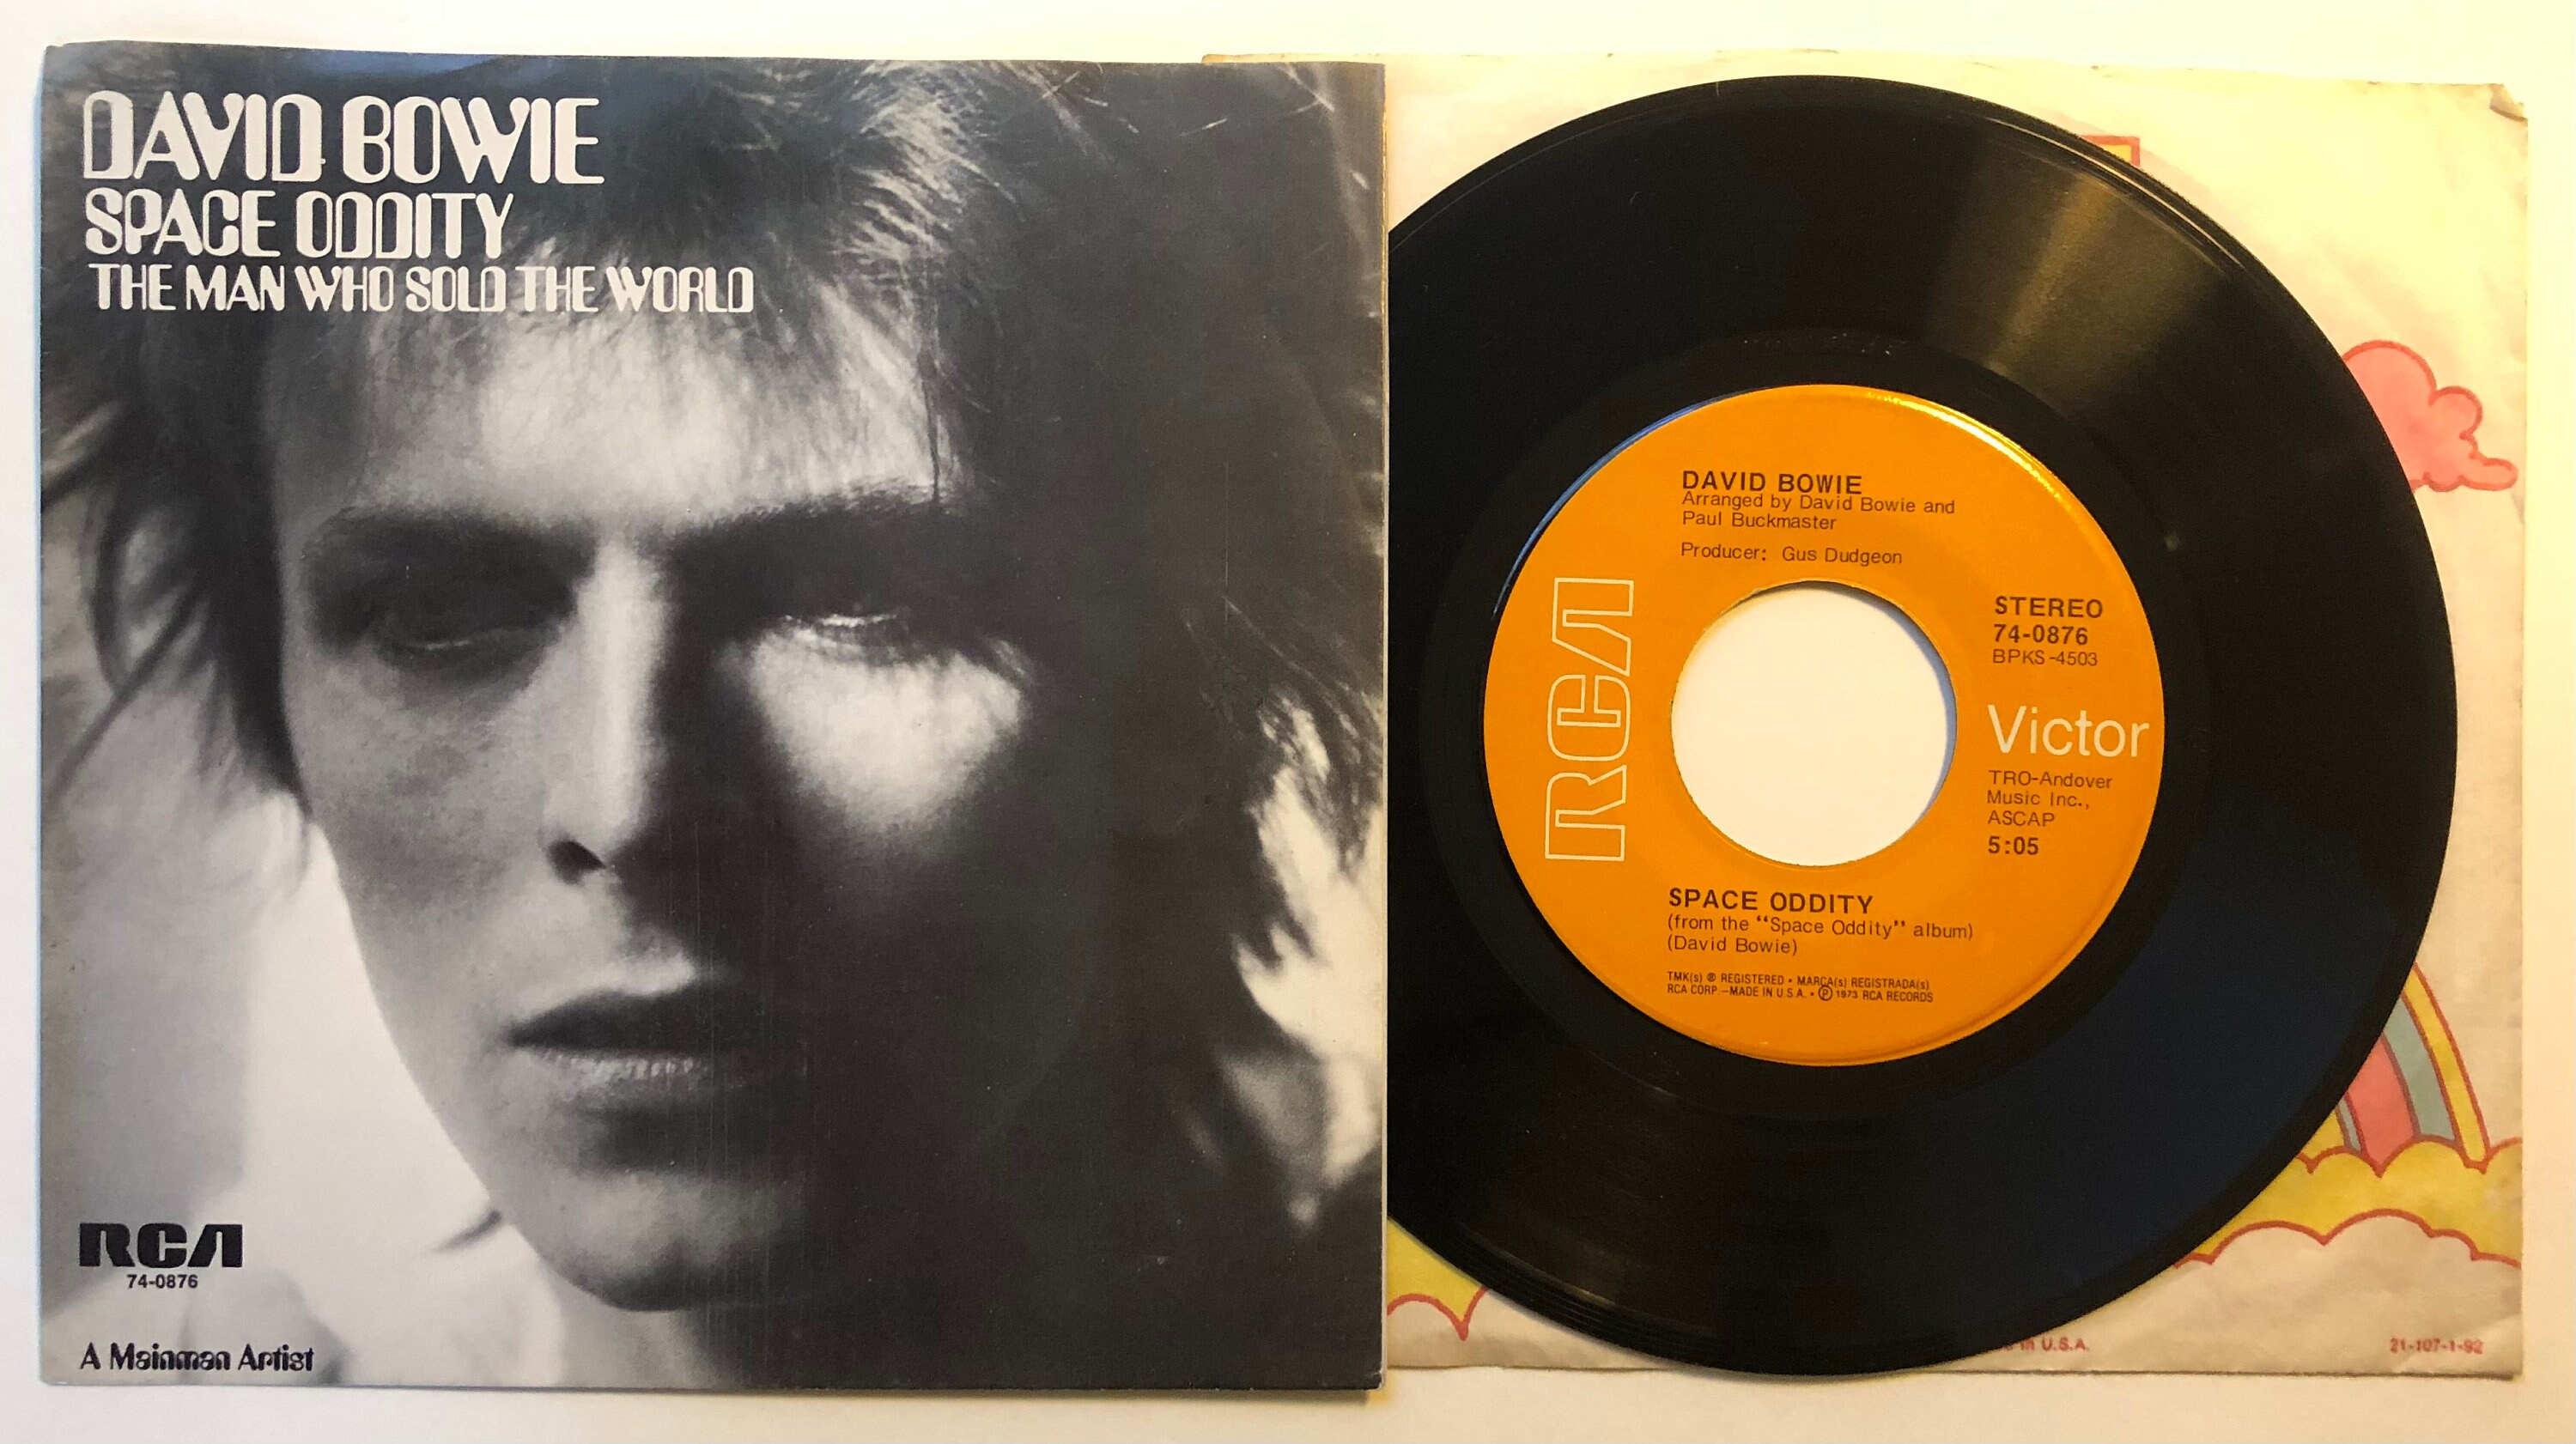 DAVID BOWIE
SPACE ODDITY
THE MAN WHO SOLD THE WORLD
RCA
74-0876
A Mainman Artist
DAVID BOWIE
Arranged by David Bowie and
Paul Buckmaster
Producer: Gus Dudgeon
RCA
STEREO
74-0876
BPKS-4503
Victor
TRO-Andover
Music Inc.,
ASCAP
5:05
SPACE ODDITY
(from the "Space Oddity" album)
(David Bowie)
TMK(s) ® REGISTERED • MARCA(s) REGISTRADA(s)
RCA CORP.—MADE IN U.S.A. • ℗ 1973 RCA RECORDS
in U.S.A.
21-107-1-92